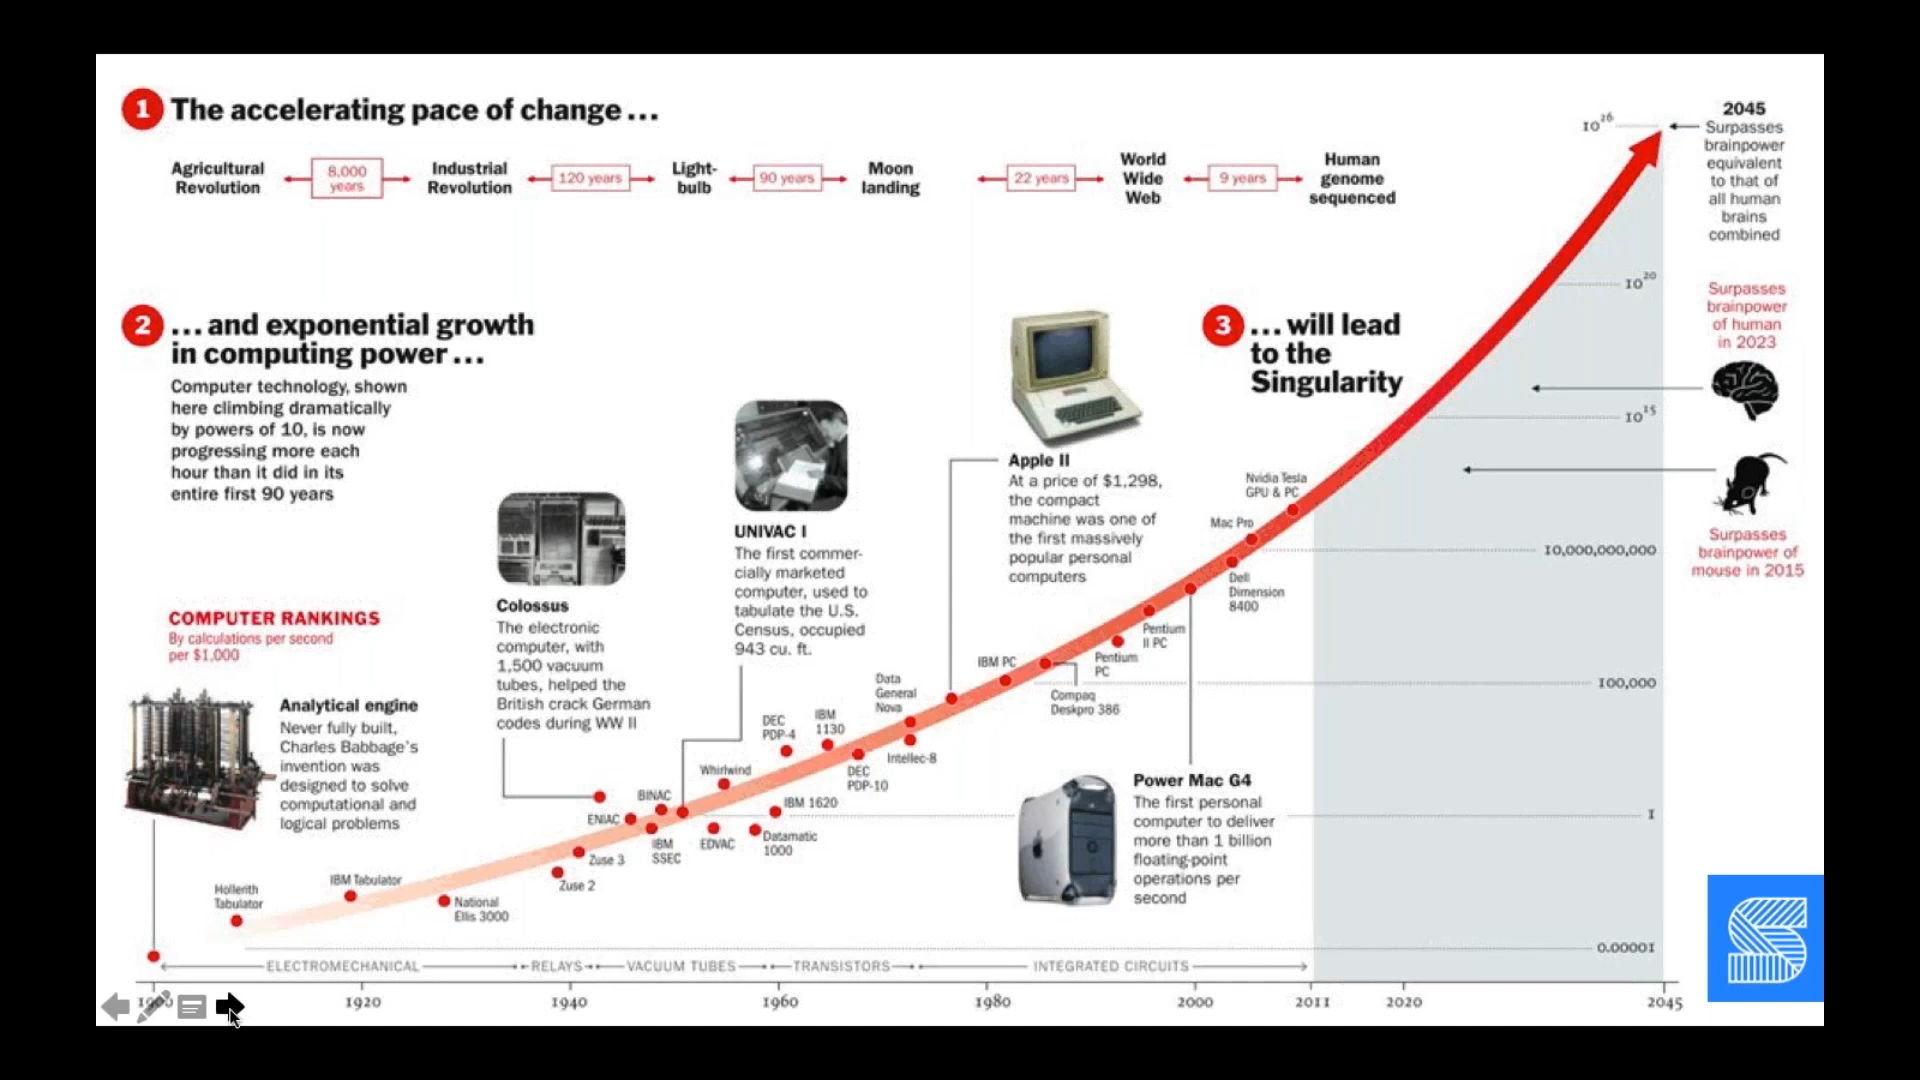 1 The accelerating pace of change ...
Agricultural
Revolution
8,000
years
Industrial
Revolution
120 years
Light-
bulb
90 years
Moon
landing
22 years
World
Wide
Web
9 years
Human
genome
sequenced
2 ... and exponential growth
in computing power ...
Computer technology, shown
here climbing dramatically
by powers of 10, is now
progressing more each
hour than it did in its
entire first 90 years
3 ... will lead
to the
Singularity
2045
Surpasses
brainpower
equivalent
to that of
all human
brains
combined
Surpasses
brainpower
of human
in 2023
Surpasses
brainpower of
mouse in 2015
10²⁶
10²⁰
10¹⁵
10,000,000,000
100,000
1
0.00001
COMPUTER RANKINGS
By calculations per second
per $1,000
Analytical engine
Never fully built,
Charles Babbage's
invention was
designed to solve
computational and
logical problems
Colossus
The electronic
computer, with
1,500 vacuum
tubes, helped the
British crack German
codes during WW II
UNIVAC I
The first commer-
cially marketed
computer, used to
tabulate the U.S.
Census, occupied
943 cu. ft.
Apple II
At a price of $1,298,
the compact
machine was one of
the first massively
popular personal
computers
Power Mac G4
The first personal
computer to deliver
more than 1 billion
floating-point
operations per
second
Hollerith
Tabulator
IBM Tabulator
National
Ellis 3000
Zuse 2
Zuse 3
ENIAC
BINAC
IBM
SSEC
Whirlwind
EDVAC
Datamatic
1000
IBM 1620
DEC
PDP-4
IBM
1130
DEC
PDP-10
Data
General
Nova
Intellec-8
IBM PC
Compaq
Deskpro 386
Pentium
PC
Pentium
II PC
Dell
Dimension
8400
Mac Pro
Nvidia Tesla
GPU & PC
ELECTROMECHANICAL
RELAYS
VACUUM TUBES
TRANSISTORS
INTEGRATED CIRCUITS
1900
1920
1940
1960
1980
2000
2011
2020
2045
S